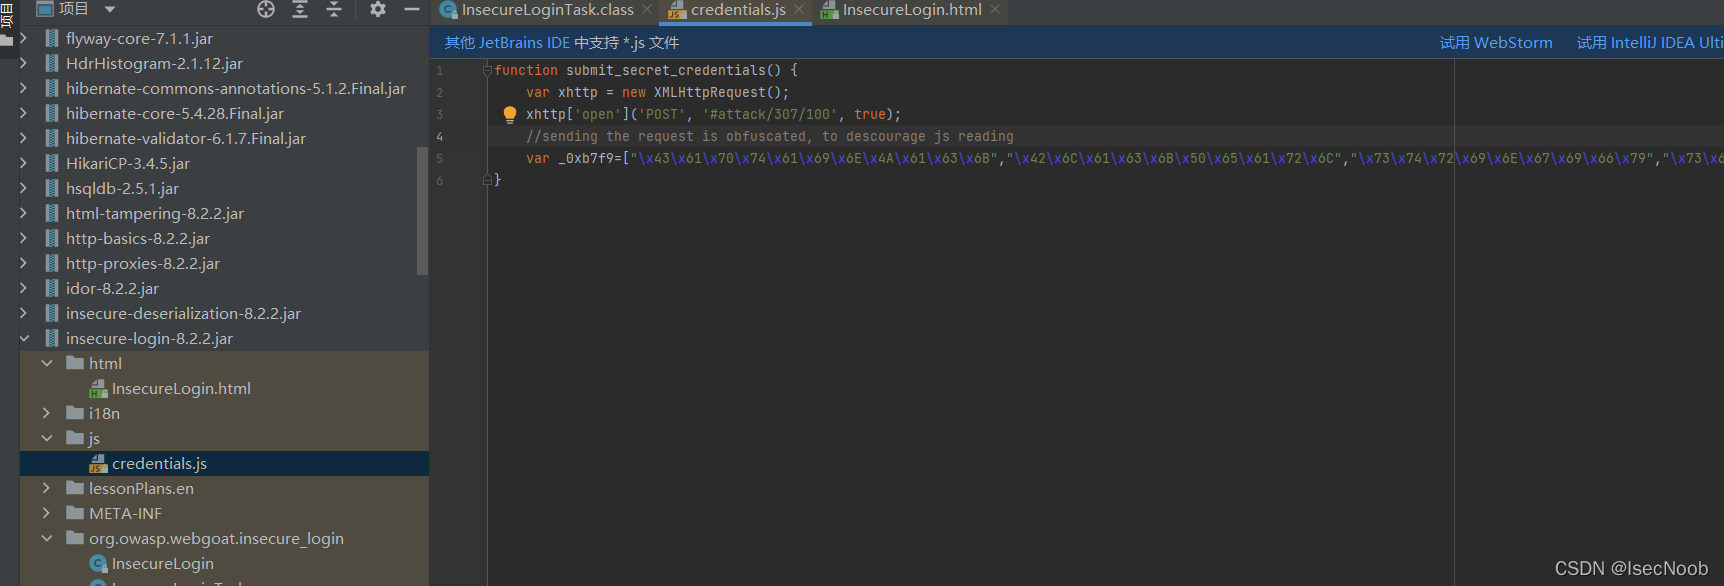 项目
项目
InsecureLoginTask.class
credentials.js
InsecureLogin.html
flyway-core-7.1.1.jar
HdrHistogram-2.1.12.jar
hibernate-commons-annotations-5.1.2.Final.jar
hibernate-core-5.4.28.Final.jar
hibernate-validator-6.1.7.Final.jar
HikariCP-3.4.5.jar
hsqldb-2.5.1.jar
html-tampering-8.2.2.jar
http-basics-8.2.2.jar
http-proxies-8.2.2.jar
idor-8.2.2.jar
insecure-deserialization-8.2.2.jar
insecure-login-8.2.2.jar
html
InsecureLogin.html
i18n
js
credentials.js
lessonPlans.en
META-INF
org.owasp.webgoat.insecure_login
InsecureLogin
其他 JetBrains IDE 中支持 *.js 文件
试用 WebStorm 试用 IntelliJ IDEA Ulti
1 function submit_secret_credentials() {
2 var xhttp = new XMLHttpRequest();
3 xhttp['open']('POST', '#attack/307/100', true);
4 //sending the request is obfuscated, to descourage js reading
5 var _0xb7f9=["\x43\x61\x70\x74\x61\x69\x6E\x4A\x61\x63\x6B","\x42\x6C\x61\x63\x6B\x50\x65\x61\x72\x6C","\x73\x74\x72\x69\x6E\x67\x69\x66\x79","\x73\x6
6 }
CSDN @IsecNoob